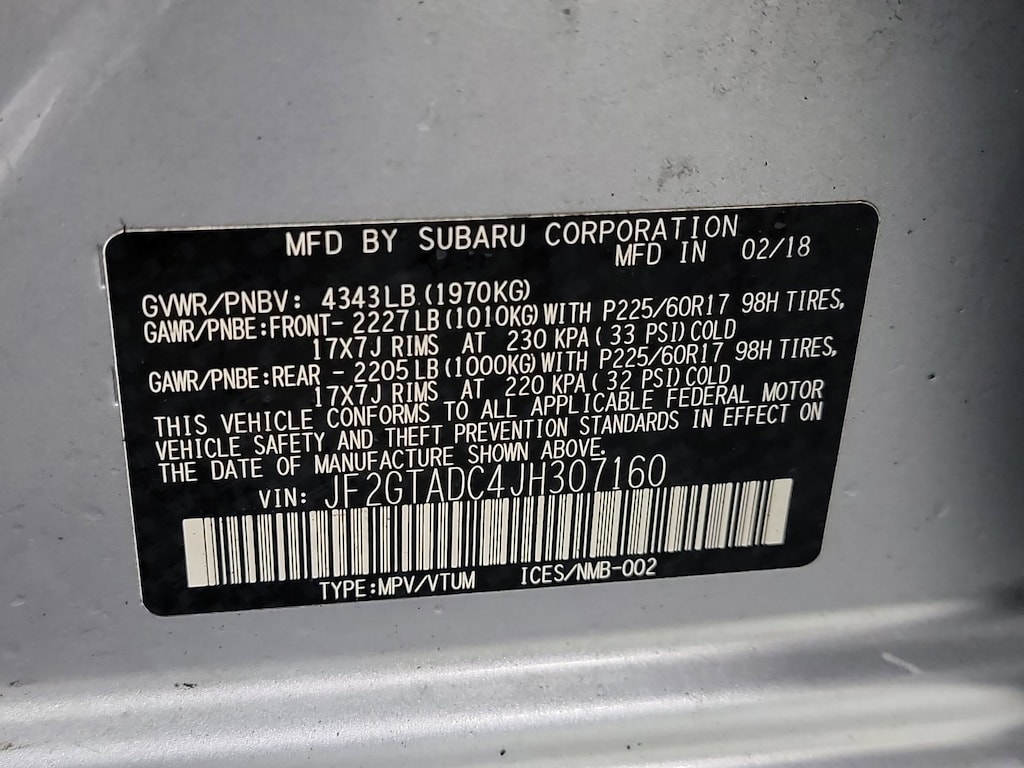 MFD BY SUBARU CORPORATION
MFD IN 02/18
GVWR/PNBV: 4343LB (1970KG)
GAWR/PNBE:FRONT- 2227LB (1010KG) WITH P225/60R17 98H TIRES,
17X7J RIMS AT 230 KPA( 33 PSI) COLD
GAWR/PNBE:REAR - 2205LB (1000KG) WITH P225/60R17 98H TIRES,
17X7J RIMS AT 220 KPA( 32 PSI) COLD
THIS VEHICLE CONFORMS TO ALL APPLICABLE FEDERAL MOTOR
VEHICLE SAFETY AND THEFT PREVENTION STANDARDS IN EFFECT ON
THE DATE OF MANUFACTURE SHOWN ABOVE.
VIN: JF2GTADC4JH307160
TYPE:MPV/VTUM ICES/NMB-002